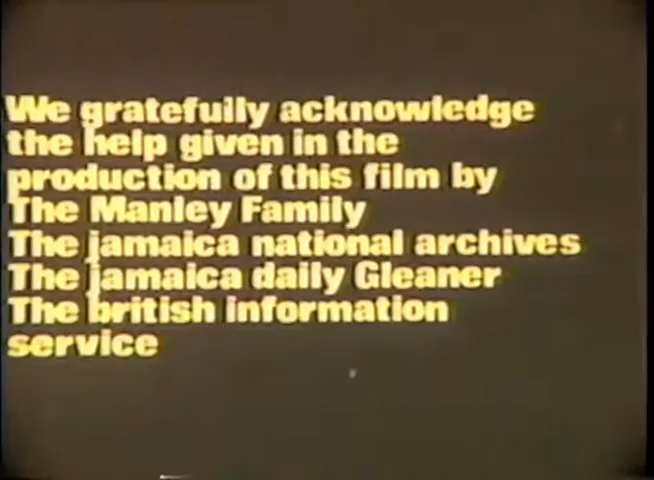 We gratefully acknowledge
the help given in the
production of this film by
The Manley Family
The jamaica national archives
The jamaica daily Gleaner
The british information
service